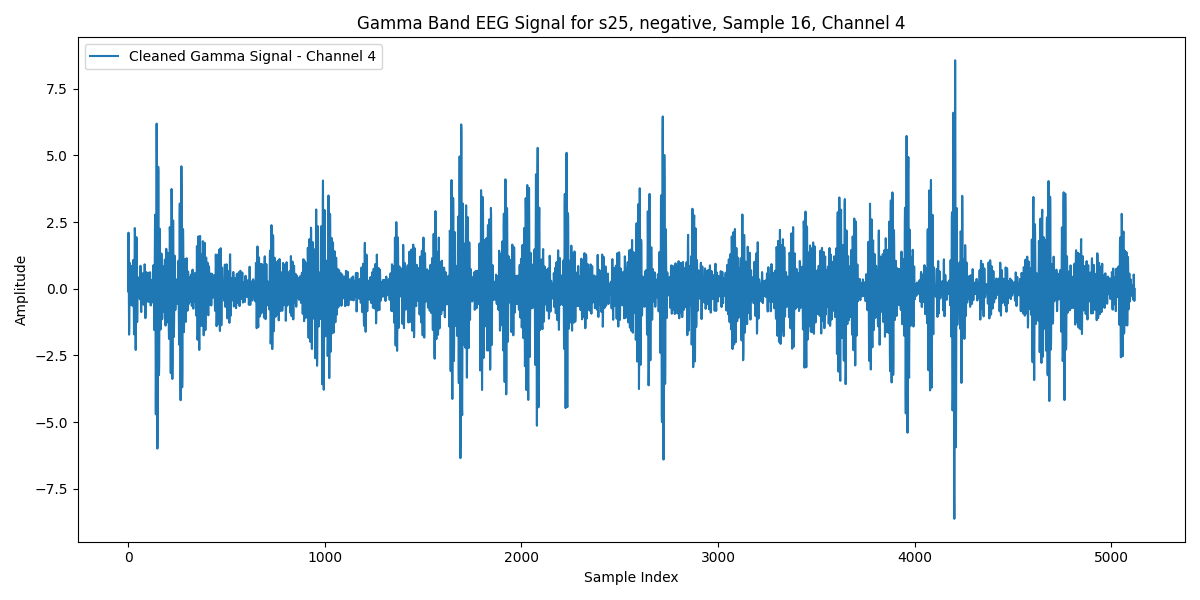 Gamma Band EEG Signal for s25, negative, Sample 16, Channel 4
Cleaned Gamma Signal - Channel 4
7.5
5.0
2.5
0.0
−2.5
−5.0
−7.5
Amplitude
0 1000 2000 3000 4000 5000
Sample Index